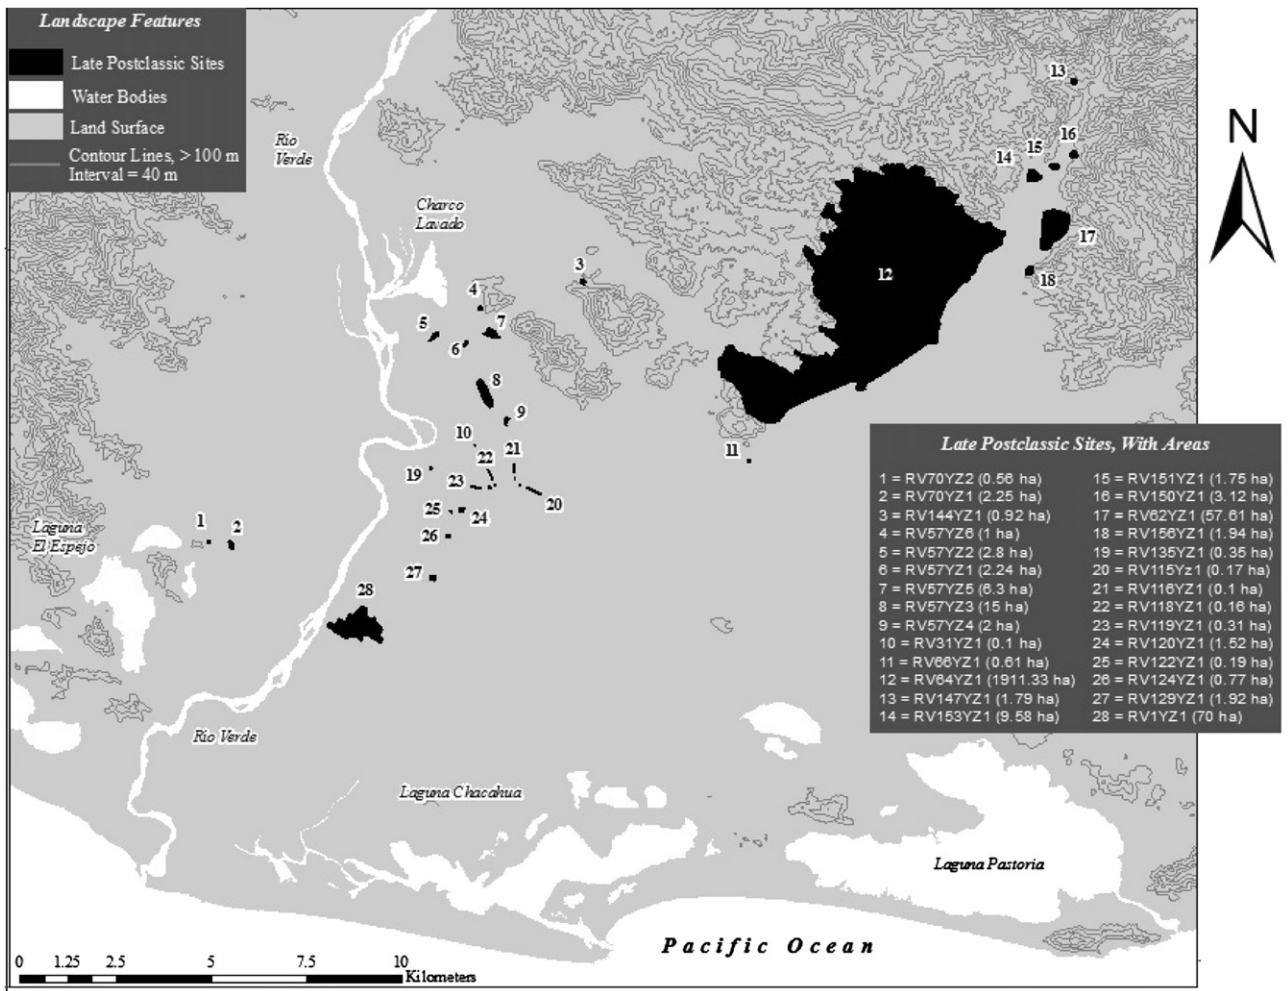 Landscape Features
Late Postclassic Sites
Water Bodies
Land Surface
Contour Lines, > 100 m
Interval = 40 m
N
Rio
Verde
Charco
Lavado
13
16
15
14
17
18
12
3
4
5
7
6
8
9
10
21
11
22
19
23
20
25
24
26
27
28
1
2
Laguna
El Espejo
Rio Verde
Laguna Chacahua
Laguna Pastoria
Pacific Ocean
0 1.25 2.5 5 7.5 10
Kilometers
Late Postclassic Sites, With Areas
1 = RV70YZ2 (0.56 ha)
2 = RV70YZ1 (2.25 ha)
3 = RV144YZ1 (0.92 ha)
4 = RV57YZ6 (1 ha)
5 = RV57YZ2 (2.8 ha)
6 = RV57YZ1 (2.24 ha)
7 = RV57YZ5 (6.3 ha)
8 = RV57YZ3 (15 ha)
9 = RV57YZ4 (2 ha)
10 = RV31YZ1 (0.1 ha)
11 = RV66YZ1 (0.61 ha)
12 = RV64YZ1 (1911.33 ha)
13 = RV147YZ1 (1.79 ha)
14 = RV153YZ1 (9.58 ha)
15 = RV151YZ1 (1.75 ha)
16 = RV150YZ1 (3.12 ha)
17 = RV62YZ1 (57.61 ha)
18 = RV156YZ1 (1.94 ha)
19 = RV135YZ1 (0.35 ha)
20 = RV115Yz1 (0.17 ha)
21 = RV116YZ1 (0.1 ha)
22 = RV118YZ1 (0.16 ha)
23 = RV119YZ1 (0.31 ha)
24 = RV120YZ1 (1.52 ha)
25 = RV122YZ1 (0.19 ha)
26 = RV124YZ1 (0.77 ha)
27 = RV129YZ1 (1.92 ha)
28 = RV1YZ1 (70 ha)